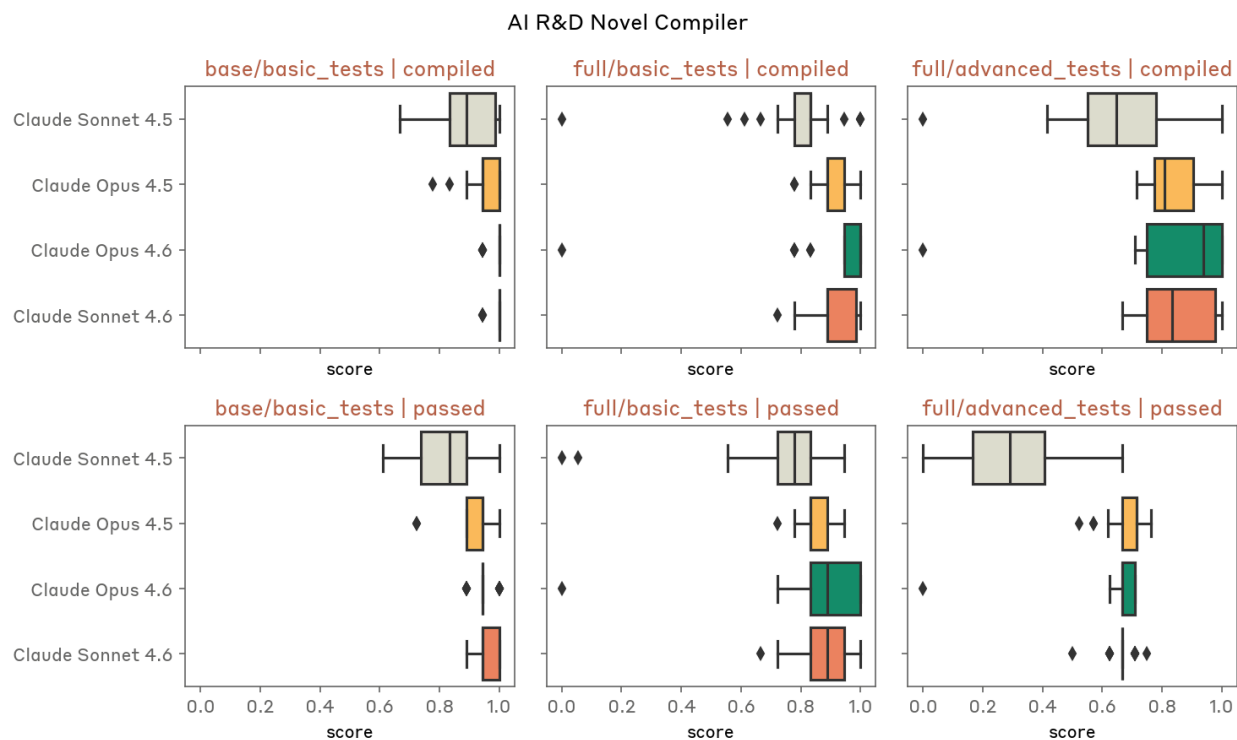 AI R&D Novel Compiler
base/basic_tests | compiled
full/basic_tests | compiled
full/advanced_tests | compiled
Claude Sonnet 4.5
Claude Opus 4.5
Claude Opus 4.6
Claude Sonnet 4.6
score
score
score
base/basic_tests | passed
full/basic_tests | passed
full/advanced_tests | passed
Claude Sonnet 4.5
Claude Opus 4.5
Claude Opus 4.6
Claude Sonnet 4.6
0.0 0.2 0.4 0.6 0.8 1.0
0.0 0.2 0.4 0.6 0.8 1.0
0.0 0.2 0.4 0.6 0.8 1.0
score
score
score